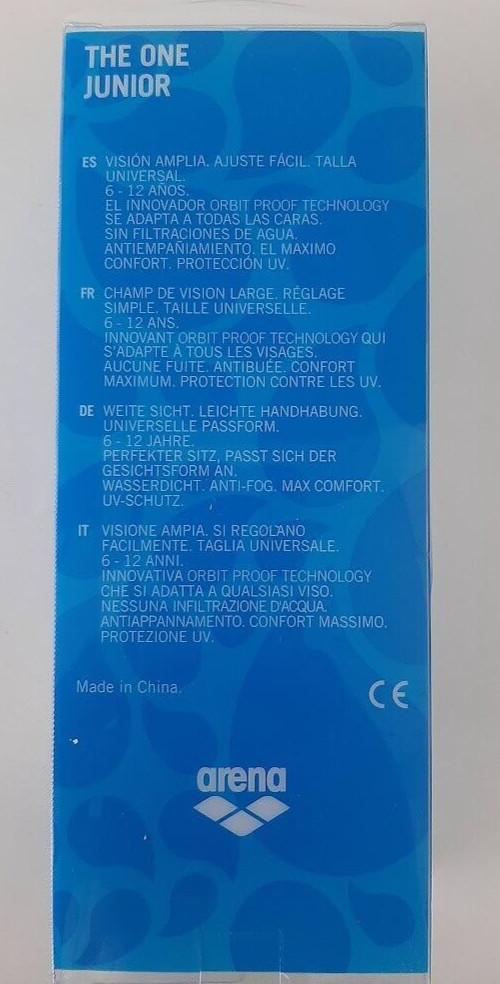 THE ONE
JUNIOR
ES VISIÓN AMPLIA. AJUSTE FÁCIL. TALLA
UNIVERSAL.
6 - 12 AÑOS.
EL INNOVADOR ORBIT PROOF TECHNOLOGY
SE ADAPTA A TODAS LAS CARAS.
SIN FILTRACIONES DE AGUA.
ANTIEMPAÑIAMIENTO. EL MAXIMO
CONFORT. PROTECCIÓN UV.
FR CHAMP DE VISION LARGE. RÉGLAGE
SIMPLE. TAILLE UNIVERSELLE.
6 - 12 ANS.
INNOVANT ORBIT PROOF TECHNOLOGY QUI
S'ADAPTE À TOUS LES VISAGES.
AUCUNE FUITE. ANTIBUÉE. CONFORT
MAXIMUM. PROTECTION CONTRE LES UV.
DE WEITE SICHT. LEICHTE HANDHABUNG.
UNIVERSELLE PASSFORM.
6 - 12 JAHRE.
PERFEKTER SITZ, PASST SICH DER
GESICHTSFORM AN.
WASSERDICHT. ANTI-FOG. MAX COMFORT.
UV-SCHUTZ.
IT VISIONE AMPIA. SI REGOLANO
FACILMENTE. TAGLIA UNIVERSALE.
6 - 12 ANNI.
INNOVATIVA ORBIT PROOF TECHNOLOGY
CHE SI ADATTA A QUALSIASI VISO.
NESSUNA INFILTRAZIONE D'ACQUA.
ANTIAPPANNAMENTO. CONFORT MASSIMO.
PROTEZIONE UV.
Made in China.
CE
arena